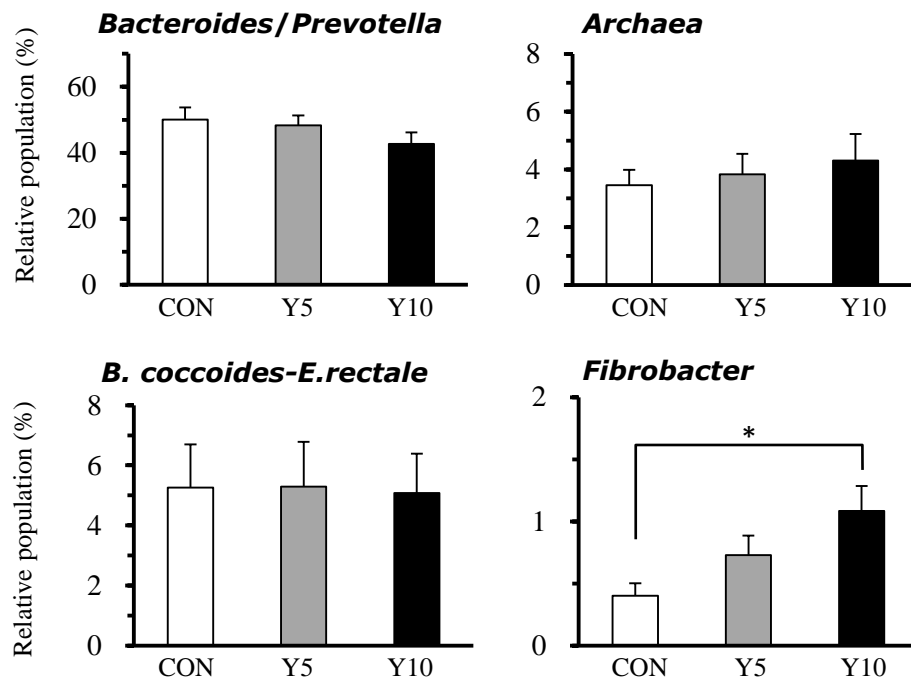 Bacteroides/Prevotella
Relative population (%)
60
40
20
0
CON Y5 Y10
Archaea
8
6
4
2
0
CON Y5 Y10
B. coccoides-E.rectale
Relative population (%)
8
6
4
2
0
CON Y5 Y10
Fibrobacter
2
1
0
*
CON Y5 Y10